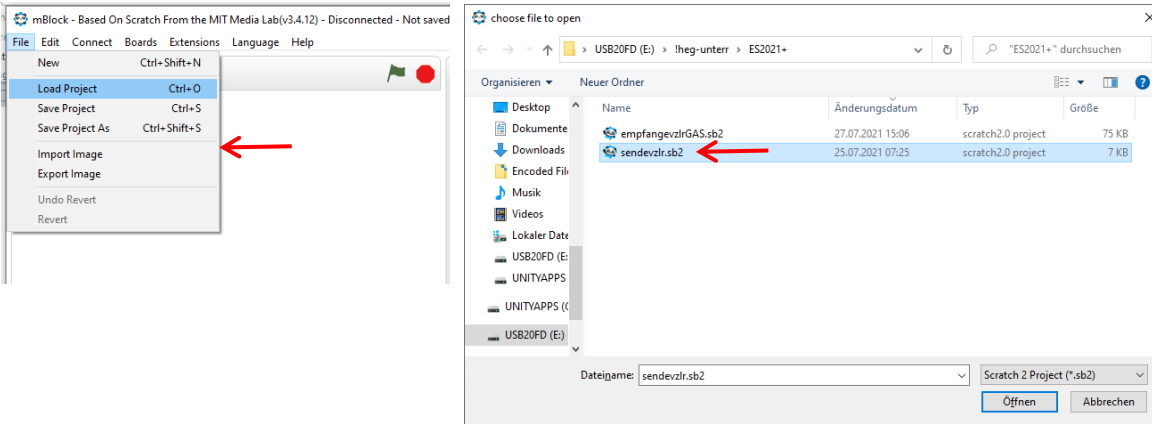 mBlock - Based On Scratch From the MIT Media Lab(v3.4.12) - Disconnected - Not saved
File Edit Connect Boards Extensions Language Help
New Ctrl+Shift+N
Load Project Ctrl+O
Save Project Ctrl+S
Save Project As Ctrl+Shift+S
Import Image
Export Image
Undo Revert
Revert
choose file to open
USB20FD (E:) › !heg-unterr › ES2021+
"ES2021+" durchsuchen
Organisieren Neuer Ordner
Desktop
Dokumente
Downloads
Encoded File
Musik
Videos
Lokaler Date
USB20FD (E:
UNITYAPPS
UNITYAPPS (
USB20FD (E:)
Name Änderungsdatum Typ Größe
empfangevzlrGAS.sb2 27.07.2021 15:06 scratch2.0 project 75 KB
sendevzlr.sb2 25.07.2021 07:25 scratch2.0 project 7 KB
Dateiname: sendevzlr.sb2 Scratch 2 Project (*.sb2)
Öffnen Abbrechen